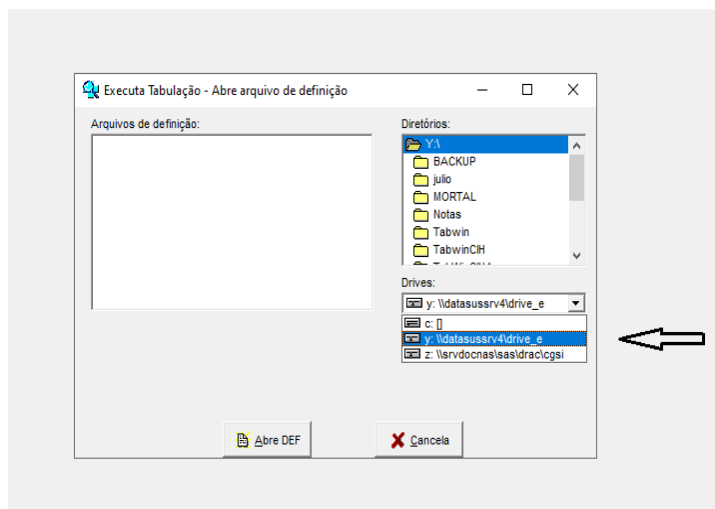 Executa Tabulação - Abre arquivo de definição
Arquivos de definição:
Diretórios:
Y:\
BACKUP
julio
MORTAL
Notas
Tabwin
TabwinCIH
Drives:
y: \\datasussrv4\drive_e
c: []
y: \\datasussrv4\drive_e
z: \\srvdocnas\sas\drac\cgsi
Abre DEF
Cancela